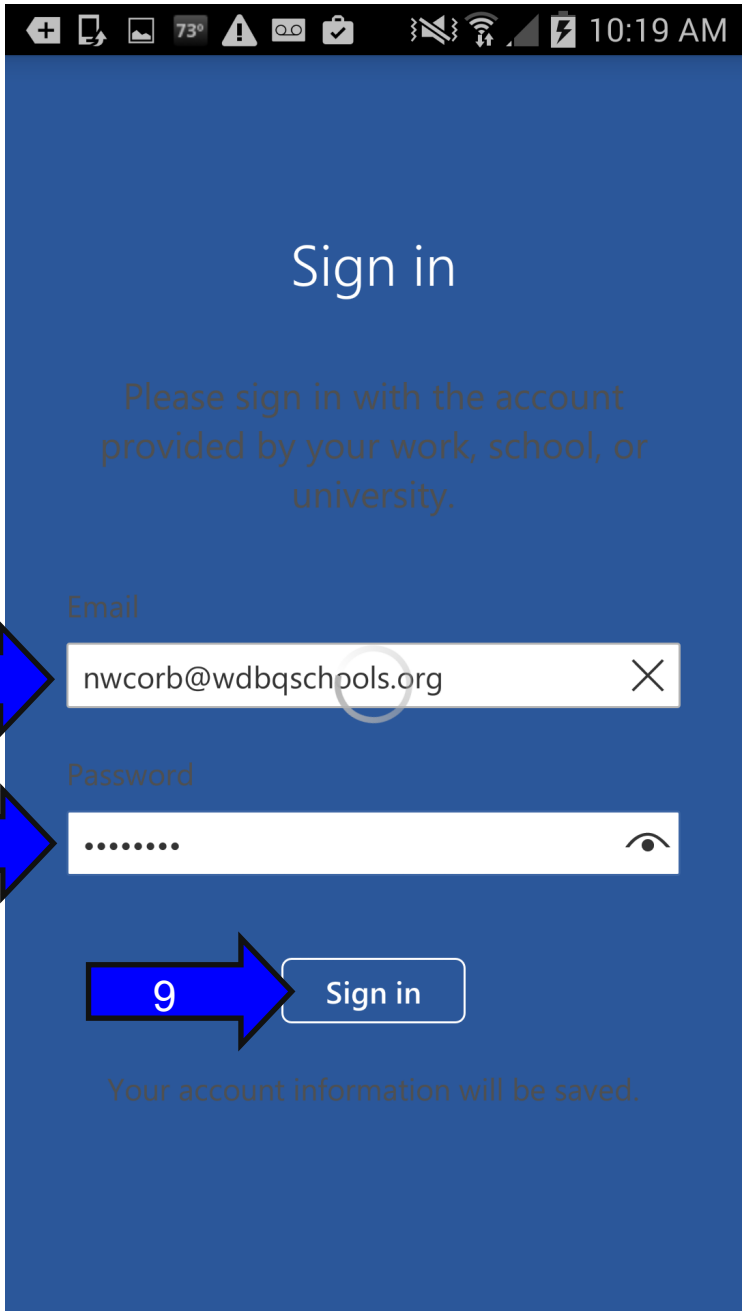 73° 10:19 AM
Sign in
Please sign in with the account
provided by your work, school, or
university.
Email
nwcorb@wdbqschools.org
Password
••••••••
9
Sign in
Your account information will be saved.